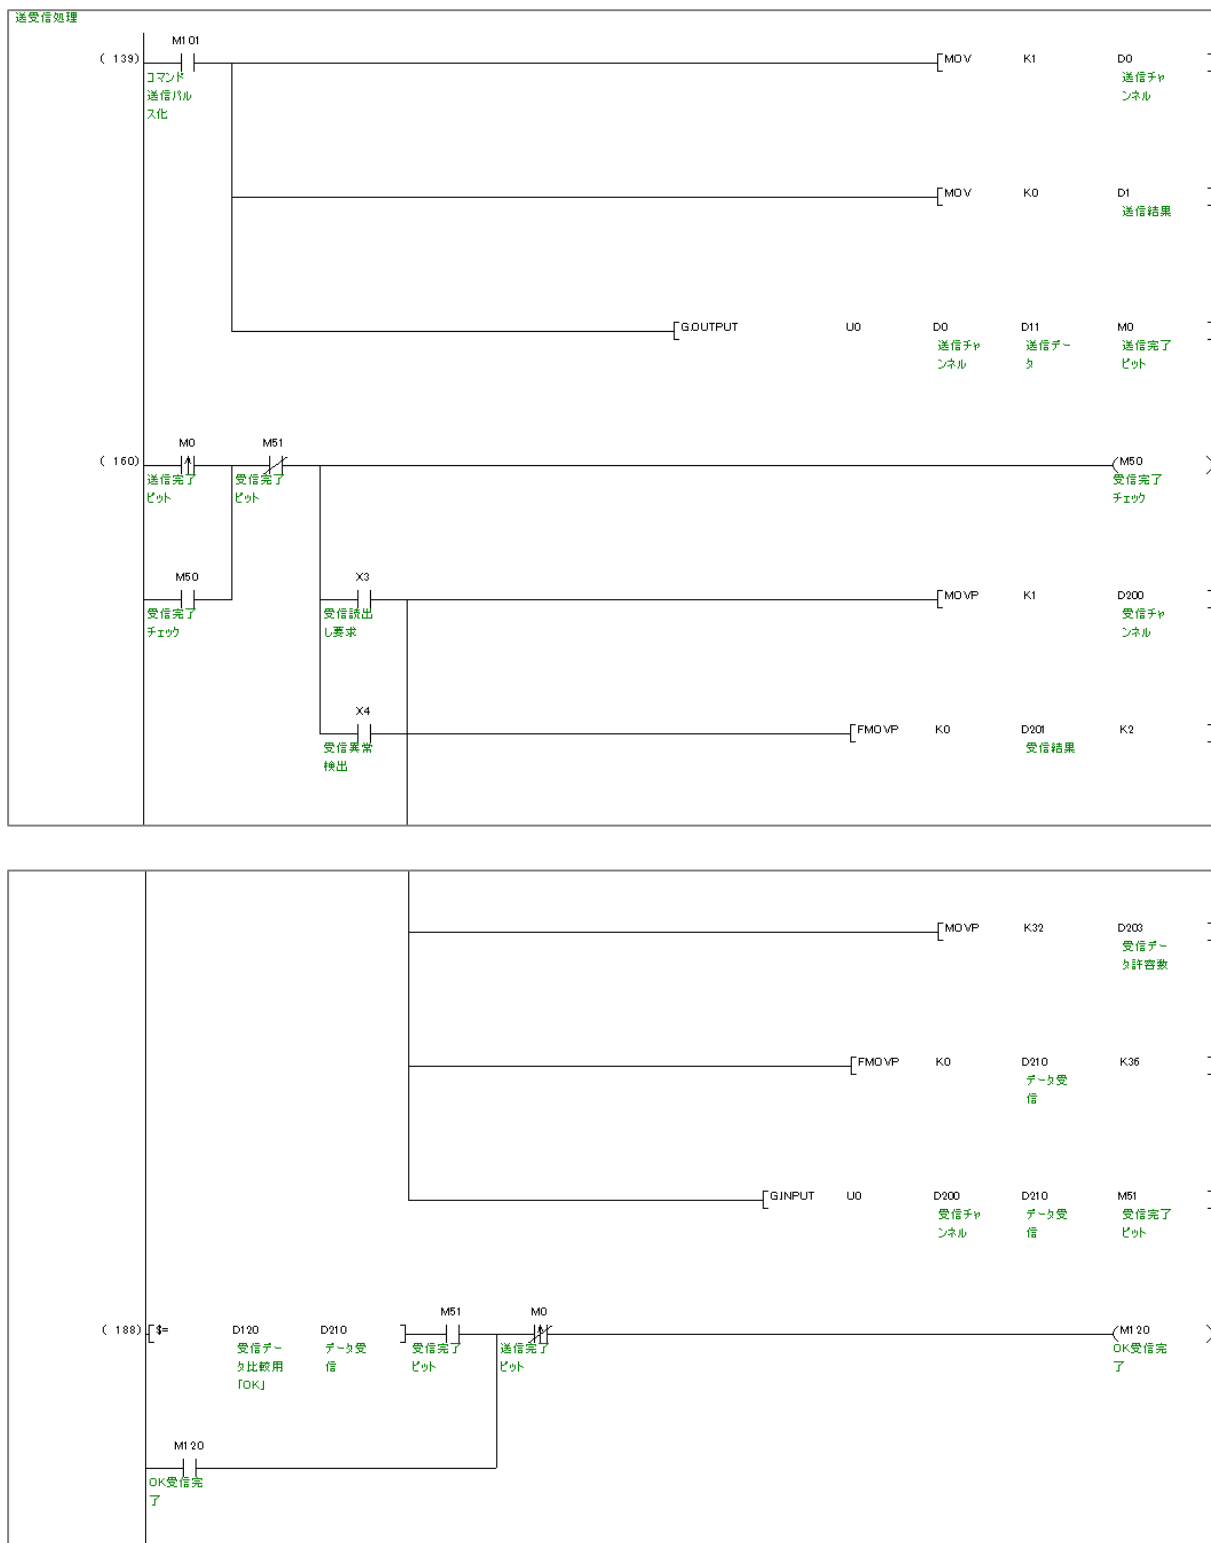 送受信処理
M101
( 139)
[MOV K1 D0 ]
コマンド
送信パル
ス化
送信チャ
ンネル
[MOV K0 D1 ]
送信結果
[G.OUTPUT U0 D0 D11 M0 ]
送信チャ 送信デー 送信完了
ンネル タ ビット
M0 M51
( 160) (M50 )
送信完了 受信完了 受信完了
ビット ビット チェック
M50 X3
[MOVP K1 D200 ]
受信完了 受信読出 受信チャ
チェック し要求 ンネル
X4
[FMOVP K0 D201 K2 ]
受信異常 受信結果
検出
[MOVP K32 D203 ]
受信デー
タ許容数
[FMOVP K0 D210 K36 ]
データ受
信
[G.INPUT U0 D200 D210 M51 ]
受信チャ データ受 受信完了
ンネル 信 ビット
M51 M0
( 188) [$= D120 D210 ] (M120 )
受信デー データ受 受信完了 送信完了 OK受信完
タ比較用 信 ビット ビット 了
「OK」
M120
OK受信完
了